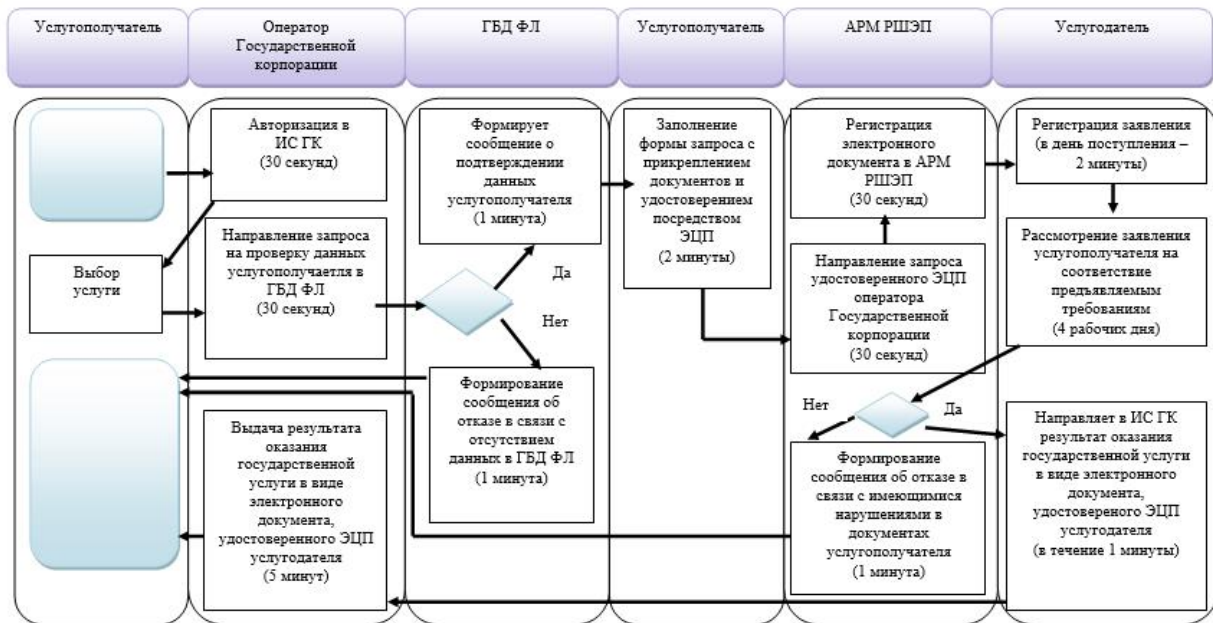 Услугополучатель
Оператор
Государственной
корпорации
ГБД ФЛ
Услугополучатель
АРМ РШЭП
Услугодатель
Авторизация в
ИС ГК
(30 секунд)
Выбор
услуги
Направление запроса
на проверку данных
услугополучаетля в
ГБД ФЛ
(30 секунд)
Формирует
сообщение о
подтверждении
данных
услугополучателя
(1 минута)
Да
Нет
Формирование
сообщения об
отказе в связи с
отсутствием
данных в ГБД ФЛ
(1 минута)
Заполнение
формы запроса с
прикреплением
документов и
удостоверением
посредством
ЭЦП
(2 минуты)
Направление запроса
удостоверенного ЭЦП
оператора
Государственной
корпорации
(30 секунд)
Регистрация
электронного
документа в АРМ
РШЭП
(30 секунд)
Регистрация заявления
(в день поступления –
2 минуты)
Рассмотрение заявления
услугополучателя на
соответствие
предъявляемым
требованиям
(4 рабочих дня)
Нет
Да
Формирование
сообщения об отказе в
связи с имеющимися
нарушениями в
документах
услугополучателя
(1 минута)
Направляет в ИС ГК
результат оказания
государственной услуги
в виде электронного
документа,
удостоверено ЭЦП
услугодателя
(в течение 1 минуты)
Выдача результата
оказания
государственной
услуги в виде
электронного
документа,
удостоверенного ЭЦП
услугодателя
(5 минут)